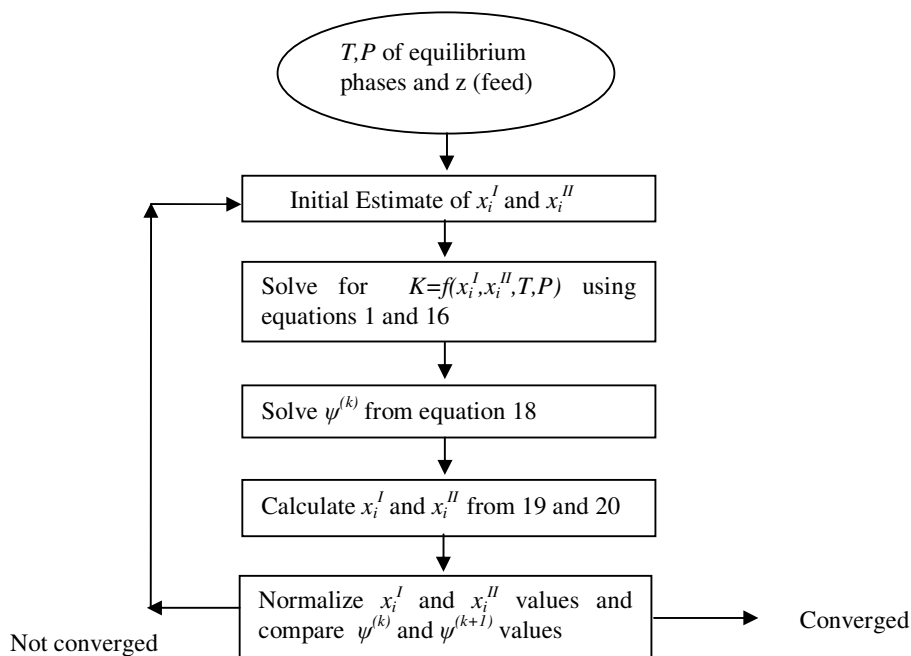 T,P of equilibrium
phases and z (feed)
Initial Estimate of x_i^I and x_i^{II}
Solve for K=f(x_i^I,x_i^{II},T,P) using
equations 1 and 16
Solve ψ^{(k)} from equation 18
Calculate x_i^I and x_i^{II} from 19 and 20
Normalize x_i^I and x_i^{II} values and
compare ψ^{(k)} and ψ^{(k+1)} values
Converged
Not converged